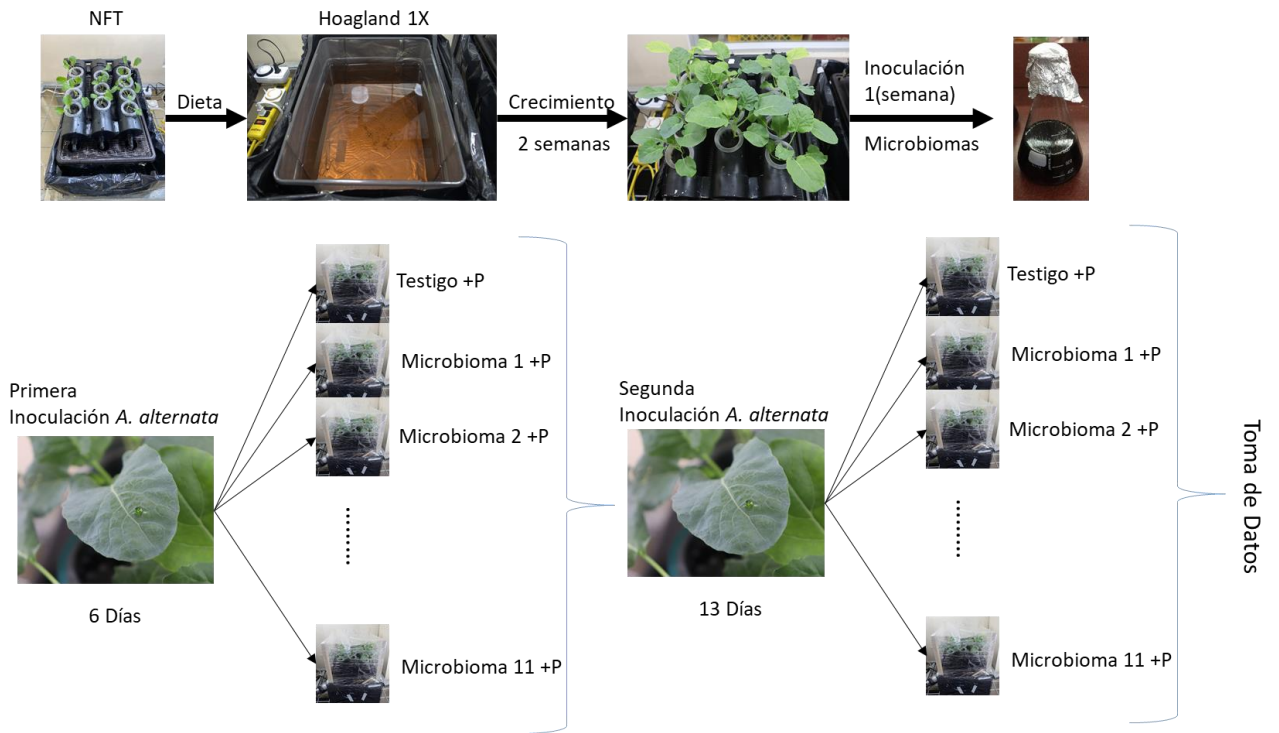 NFT
Hoagland 1X
Dieta
Crecimiento
2 semanas
Inoculación
1(semana)
Microbiomas
Primera
Inoculación A. alternata
6 Días
Testigo +P
Microbioma 1 +P
Microbioma 2 +P
Microbioma 11 +P
Segunda
Inoculación A. alternata
13 Días
Testigo +P
Microbioma 1 +P
Microbioma 2 +P
Microbioma 11 +P
Toma de Datos